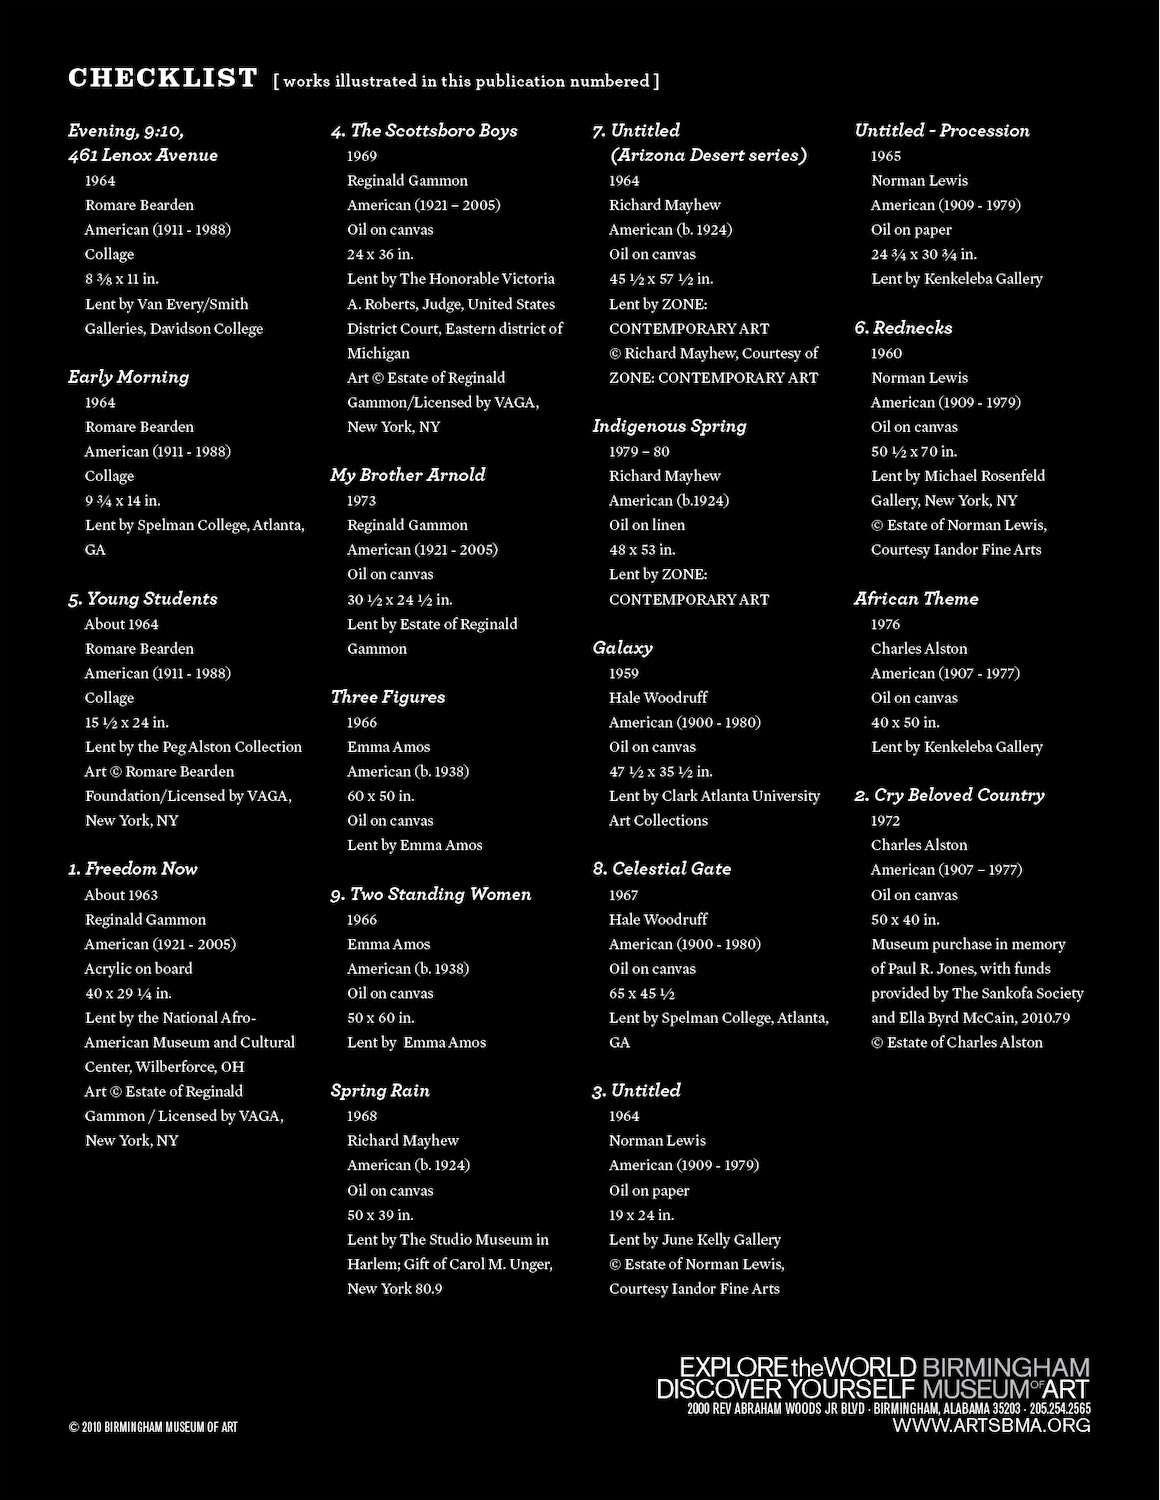 CHECKLIST [ works illustrated in this publication numbered ]
Evening, 9:10,
461 Lenox Avenue
1964
Romare Bearden
American (1911 - 1988)
Collage
8 ⅜ x 11 in.
Lent by Van Every/Smith
Galleries, Davidson College
Early Morning
1964
Romare Bearden
American (1911 - 1988)
Collage
9 ¾ x 14 in.
Lent by Spelman College, Atlanta,
GA
5. Young Students
About 1964
Romare Bearden
American (1911 - 1988)
Collage
15 ½ x 24 in.
Lent by the Peg Alston Collection
Art © Romare Bearden
Foundation/Licensed by VAGA,
New York, NY
1. Freedom Now
About 1963
Reginald Gammon
American (1921 - 2005)
Acrylic on board
40 x 29 ¼ in.
Lent by the National Afro-
American Museum and Cultural
Center, Wilberforce, OH
Art © Estate of Reginald
Gammon / Licensed by VAGA,
New York, NY
4. The Scottsboro Boys
1969
Reginald Gammon
American (1921 – 2005)
Oil on canvas
24 x 36 in.
Lent by The Honorable Victoria
A. Roberts, Judge, United States
District Court, Eastern district of
Michigan
Art © Estate of Reginald
Gammon/Licensed by VAGA,
New York, NY
My Brother Arnold
1973
Reginald Gammon
American (1921 - 2005)
Oil on canvas
30 ½ x 24 ½ in.
Lent by Estate of Reginald
Gammon
Three Figures
1966
Emma Amos
American (b. 1938)
60 x 50 in.
Oil on canvas
Lent by Emma Amos
9. Two Standing Women
1966
Emma Amos
American (b. 1938)
Oil on canvas
50 x 60 in.
Lent by Emma Amos
Spring Rain
1968
Richard Mayhew
American (b. 1924)
Oil on canvas
50 x 39 in.
Lent by The Studio Museum in
Harlem; Gift of Carol M. Unger,
New York 80.9
7. Untitled
(Arizona Desert series)
1964
Richard Mayhew
American (b. 1924)
Oil on canvas
45 ½ x 57 ½ in.
Lent by ZONE:
CONTEMPORARY ART
© Richard Mayhew, Courtesy of
ZONE: CONTEMPORARY ART
Indigenous Spring
1979 – 80
Richard Mayhew
American (b.1924)
Oil on linen
48 x 53 in.
Lent by ZONE:
CONTEMPORARY ART
Galaxy
1959
Hale Woodruff
American (1900 - 1980)
Oil on canvas
47 ½ x 35 ½ in.
Lent by Clark Atlanta University
Art Collections
8. Celestial Gate
1967
Hale Woodruff
American (1900 - 1980)
Oil on canvas
65 x 45 ½
Lent by Spelman College, Atlanta,
GA
3. Untitled
1964
Norman Lewis
American (1909 - 1979)
Oil on paper
19 x 24 in.
Lent by June Kelly Gallery
© Estate of Norman Lewis,
Courtesy Iandor Fine Arts
Untitled - Procession
1965
Norman Lewis
American (1909 - 1979)
Oil on paper
24 ¾ x 30 ¾ in.
Lent by Kenkeleba Gallery
6. Rednecks
1960
Norman Lewis
American (1909 - 1979)
Oil on canvas
50 ½ x 70 in.
Lent by Michael Rosenfeld
Gallery, New York, NY
© Estate of Norman Lewis,
Courtesy Iandor Fine Arts
African Theme
1976
Charles Alston
American (1907 - 1977)
Oil on canvas
40 x 50 in.
Lent by Kenkeleba Gallery
2. Cry Beloved Country
1972
Charles Alston
American (1907 – 1977)
Oil on canvas
50 x 40 in.
Museum purchase in memory
of Paul R. Jones, with funds
provided by The Sankofa Society
and Ella Byrd McCain, 2010.79
© Estate of Charles Alston
EXPLORE theWORLD BIRMINGHAM
DISCOVER YOURSELF MUSEUM OF ART
2000 REV ABRAHAM WOODS JR BLVD · BIRMINGHAM, ALABAMA 35203 · 205.254.2565
© 2010 BIRMINGHAM MUSEUM OF ART
WWW.ARTSBMA.ORG